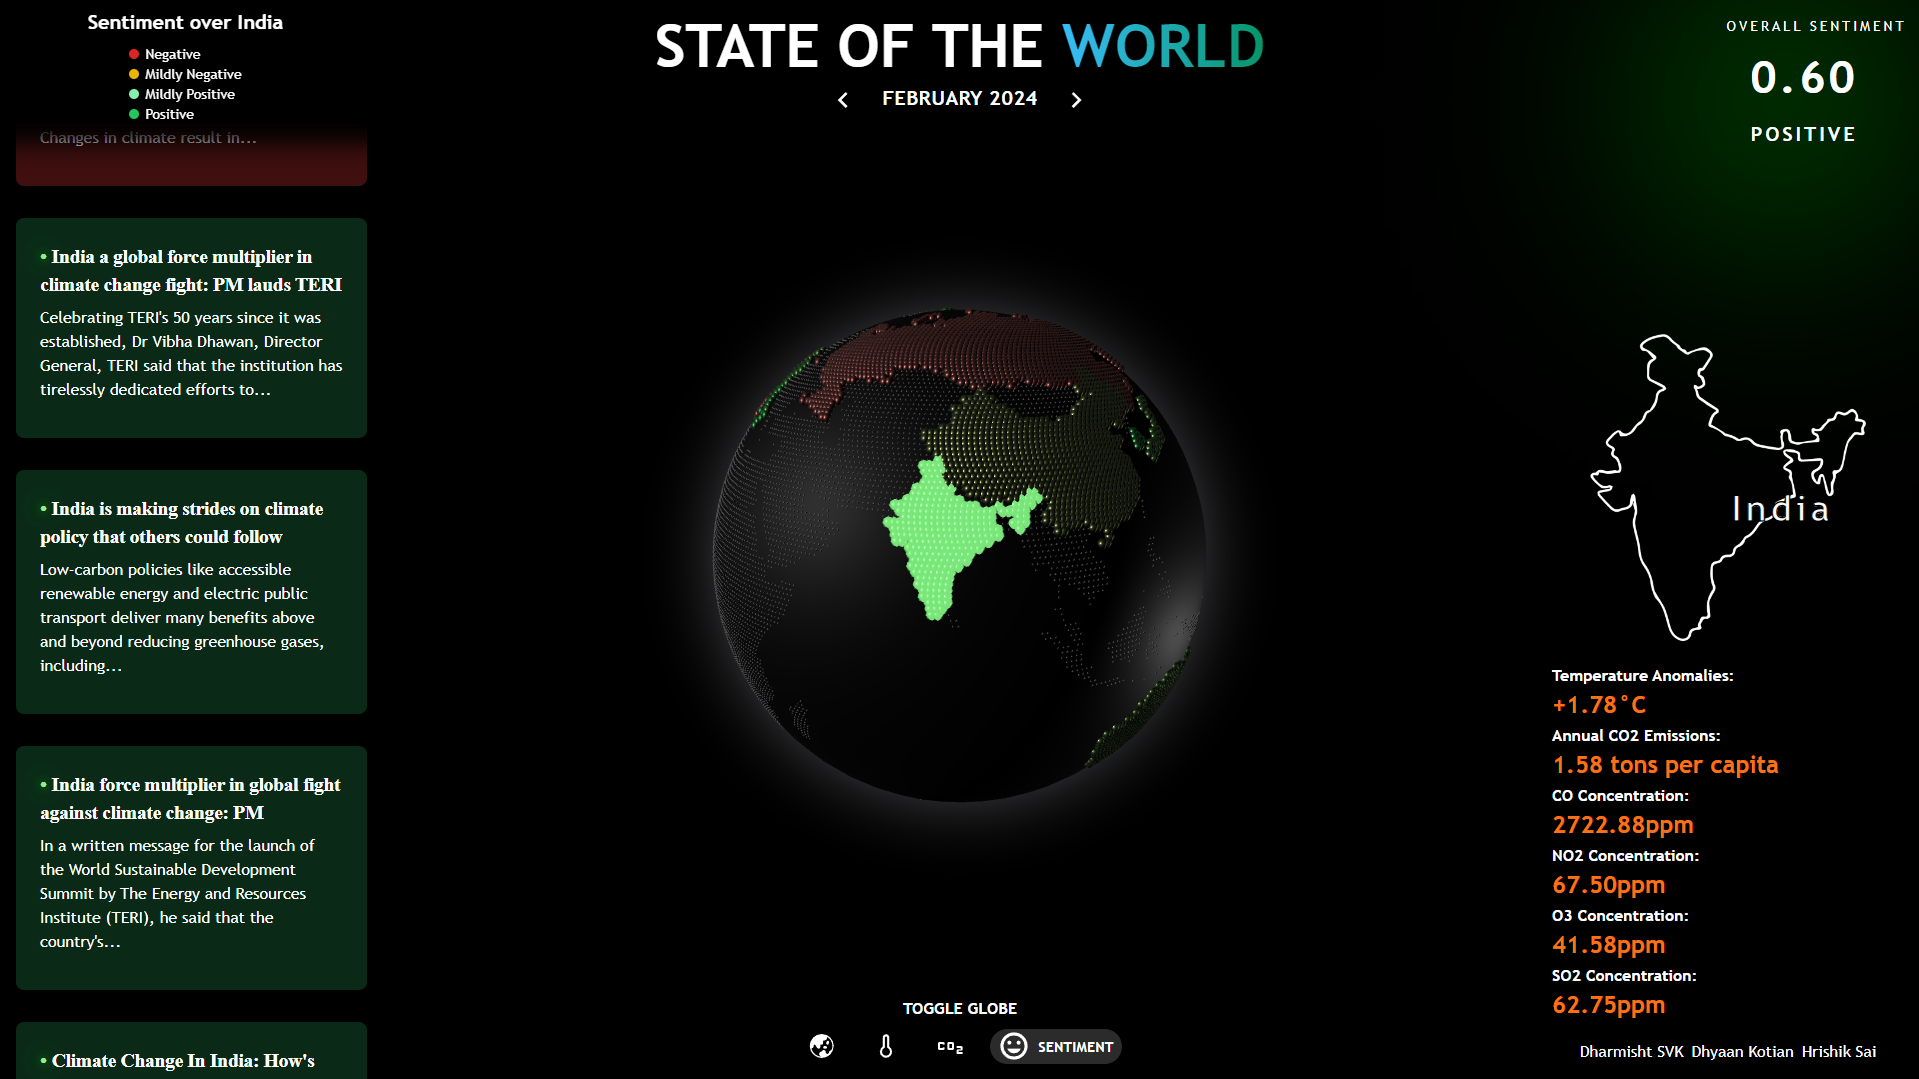 Sentiment over India
Negative
Mildly Negative
Mildly Positive
Positive
Changes in climate result in...
• India a global force multiplier in
climate change fight: PM lauds TERI
Celebrating TERI's 50 years since it was
established, Dr Vibha Dhawan, Director
General, TERI said that the institution has
tirelessly dedicated efforts to...
• India is making strides on climate
policy that others could follow
Low-carbon policies like accessible
renewable energy and electric public
transport deliver many benefits above
and beyond reducing greenhouse gases,
including...
• India force multiplier in global fight
against climate change: PM
In a written message for the launch of
the World Sustainable Development
Summit by The Energy and Resources
Institute (TERI), he said that the
country's...
• Climate Change In India: How's
STATE OF THE WORLD
FEBRUARY 2024
TOGGLE GLOBE
CO2
SENTIMENT
OVERALL SENTIMENT
0.60
POSITIVE
India
Temperature Anomalies:
+1.78°C
Annual CO2 Emissions:
1.58 tons per capita
CO Concentration:
2722.88ppm
NO2 Concentration:
67.50ppm
O3 Concentration:
41.58ppm
SO2 Concentration:
62.75ppm
Dharmisht SVK Dhyaan Kotian Hrishik Sai